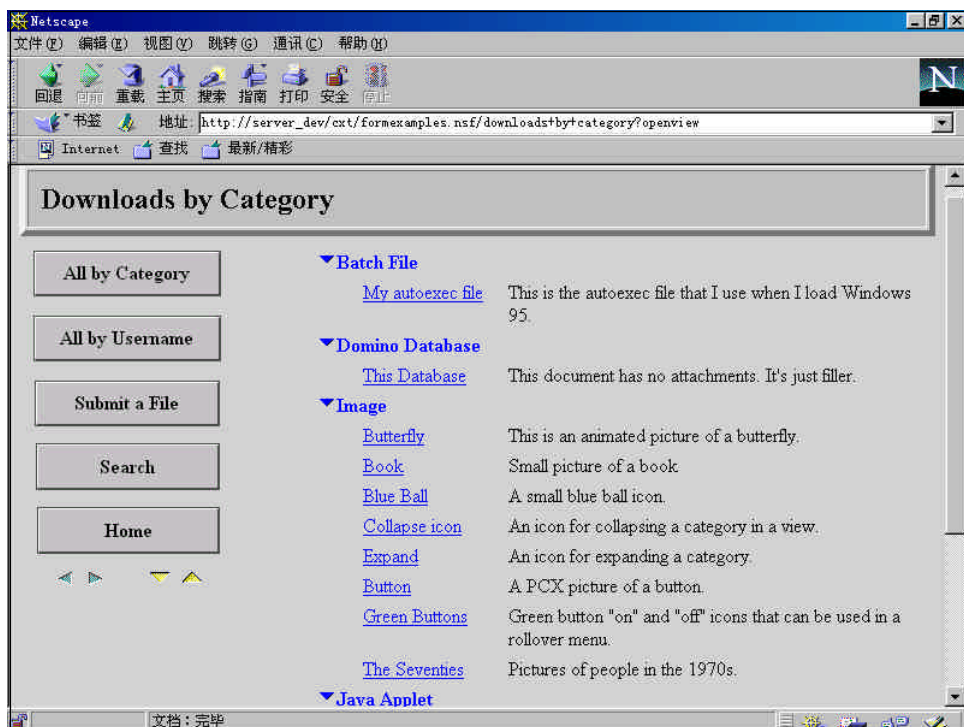 Netscape
文件(F) 编辑(E) 视图(V) 跳转(G) 通讯(C) 帮助(H)
回退 向前 重载 主页 搜索 指南 打印 安全 停止
N
书签 地址: http://server_dev/cxt/formexamples.nsf/downloads+by+category?openview
Internet 查找 最新/精彩
Downloads by Category
All by Category
All by Username
Submit a File
Search
Home
Batch File
My autoexec file This is the autoexec file that I use when I load Windows
95.
Domino Database
This Database This document has no attachments. It's just filler.
Image
Butterfly This is an animated picture of a butterfly.
Book Small picture of a book
Blue Ball A small blue ball icon.
Collapse icon An icon for collapsing a category in a view.
Expand An icon for expanding a category.
Button A PCX picture of a button.
Green Buttons Green button "on" and "off" icons that can be used in a
rollover menu.
The Seventies Pictures of people in the 1970s.
Java Applet
文档：完毕